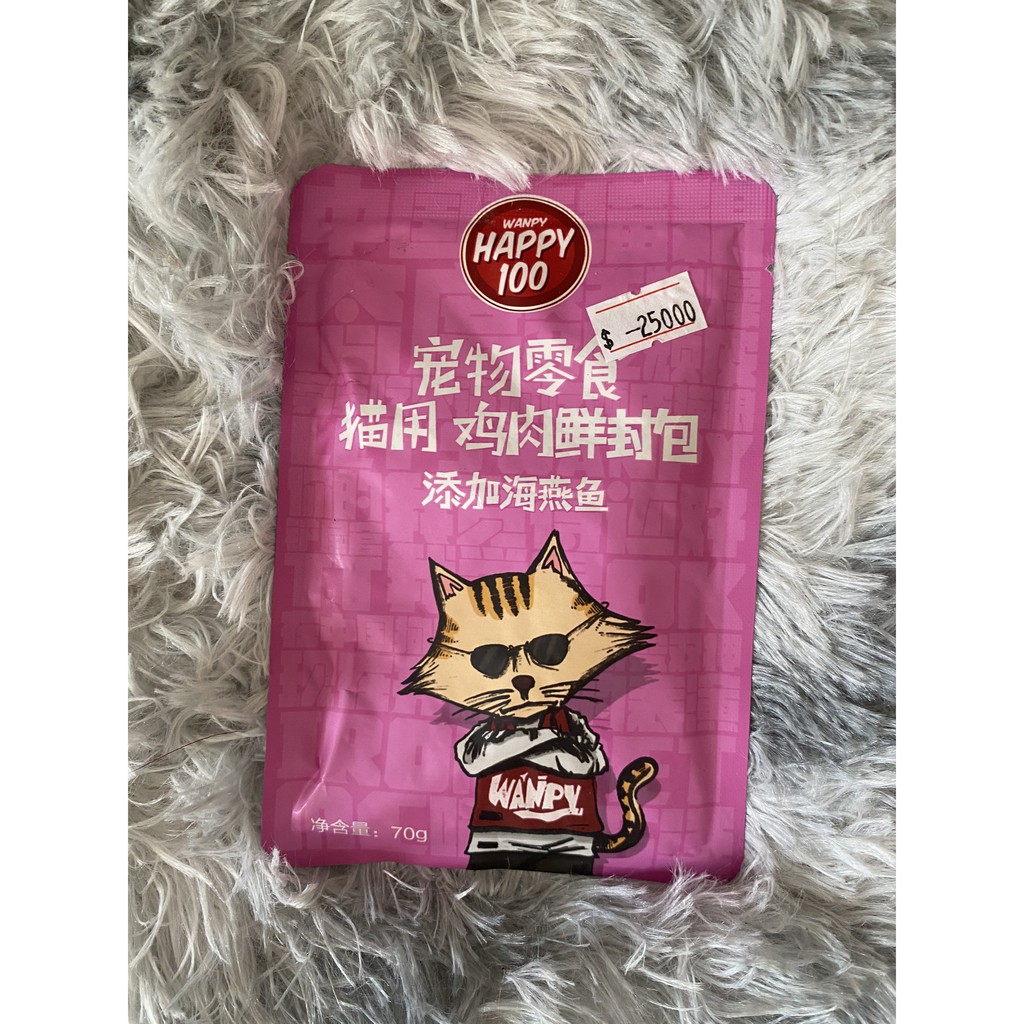 WANPY
HAPPY
100
$ -25000
宠物零食
猫用 鸡肉鲜封包
添加海燕鱼
WANPY
净含量：70g